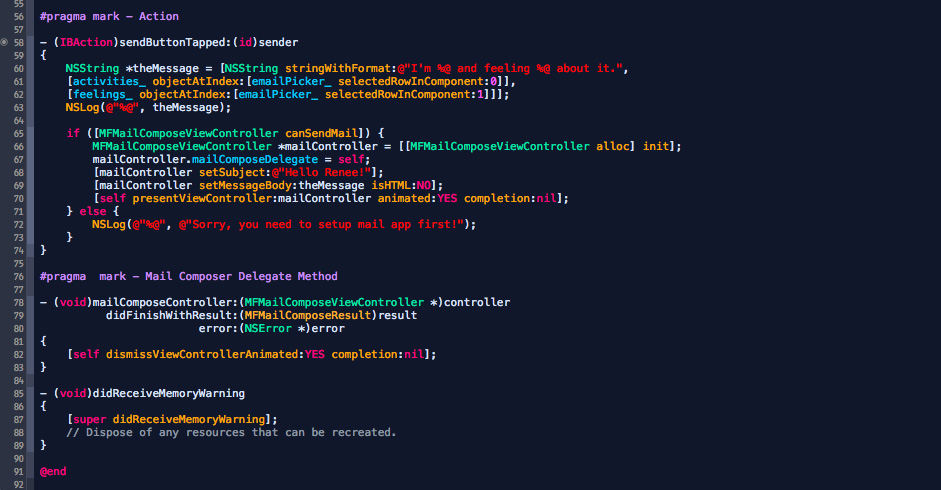 55
56 #pragma mark - Action
57
58 - (IBAction)sendButtonTapped:(id)sender
59 {
60 NSString *theMessage = [NSString stringWithFormat:@"I'm %@ and feeling %@ about it.",
61 [activities_ objectAtIndex:[emailPicker_ selectedRowInComponent:0]],
62 [feelings_ objectAtIndex:[emailPicker_ selectedRowInComponent:1]]];
63 NSLog(@"%@", theMessage);
64
65 if ([MFMailComposeViewController canSendMail]) {
66 MFMailComposeViewController *mailController = [[MFMailComposeViewController alloc] init];
67 mailController.mailComposeDelegate = self;
68 [mailController setSubject:@"Hello Renee!"];
69 [mailController setMessageBody:theMessage isHTML:NO];
70 [self presentViewController:mailController animated:YES completion:nil];
71 } else {
72 NSLog(@"%@", @"Sorry, you need to setup mail app first!");
73 }
74 }
75
76 #pragma  mark - Mail Composer Delegate Method
77
78 - (void)mailComposeController:(MFMailComposeViewController *)controller
79 didFinishWithResult:(MFMailComposeResult)result
80 error:(NSError *)error
81 {
82 [self dismissViewControllerAnimated:YES completion:nil];
83 }
84
85 - (void)didReceiveMemoryWarning
86 {
87 [super didReceiveMemoryWarning];
88 // Dispose of any resources that can be recreated.
89 }
90
91 @end
92